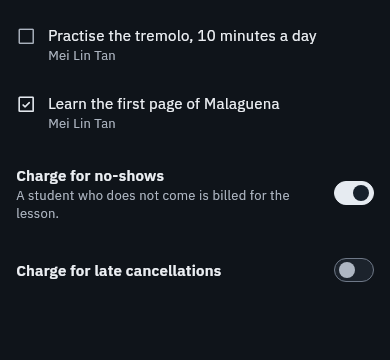 Practise the tremolo, 10 minutes a day
Mei Lin Tan
Learn the first page of Malaguena
Mei Lin Tan
Charge for no-shows
A student who does not come is billed for the
lesson.
Charge for late cancellations